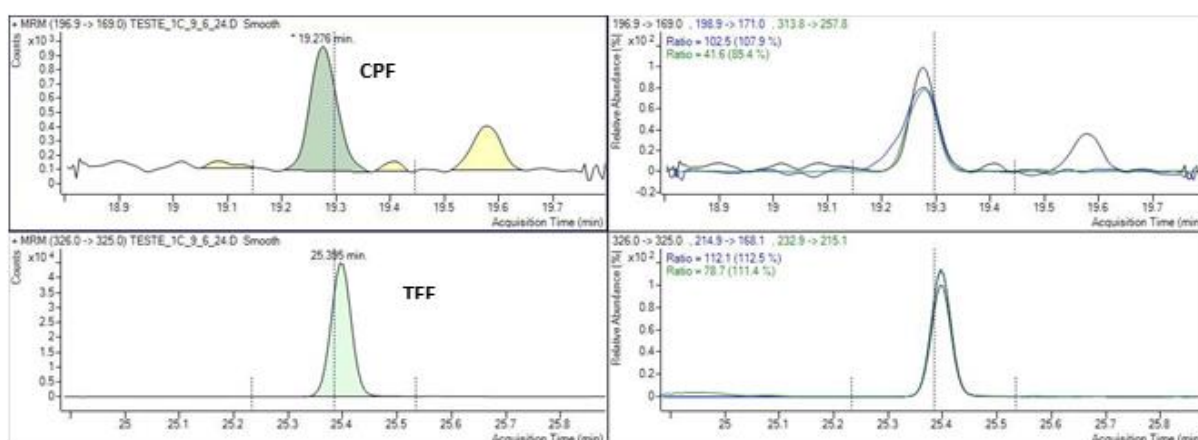 + MRM (196.9 -> 169.0) TESTE_1C_9_6_24.D Smooth
Counts
x10³
* 19.276 min.
CPF
0.9
0.8
0.7
0.6
0.5
0.4
0.3
0.2
0.1
0
18.9 19 19.1 19.2 19.3 19.4 19.5 19.6 19.7
Acquisition Time (min)
196.9 -> 169.0 , 198.9 -> 171.0 , 313.8 -> 257.8
Relative Abundance (%)
x10²
Ratio = 102.5 (107.9 %)
Ratio = 41.6 (85.4 %)
1
0.8
0.6
0.4
0.2
0
-0.2
18.9 19 19.1 19.2 19.3 19.4 19.5 19.6 19.7
Acquisition Time (min)
+ MRM (326.0 -> 325.0) TESTE_1C_9_6_24.D Smooth
Counts
x10⁴
25.395 min.
TFF
4
3.5
3
2.5
2
1.5
1
0.5
0
25 25.1 25.2 25.3 25.4 25.5 25.6 25.7 25.8
Acquisition Time (min)
326.0 -> 325.0 , 214.9 -> 168.1 , 232.9 -> 215.1
Relative Abundance (%)
x10²
Ratio = 112.1 (112.5 %)
Ratio = 78.7 (111.4 %)
1
0.8
0.6
0.4
0.2
0
25 25.1 25.2 25.3 25.4 25.5 25.6 25.7 25.8
Acquisition Time (min)